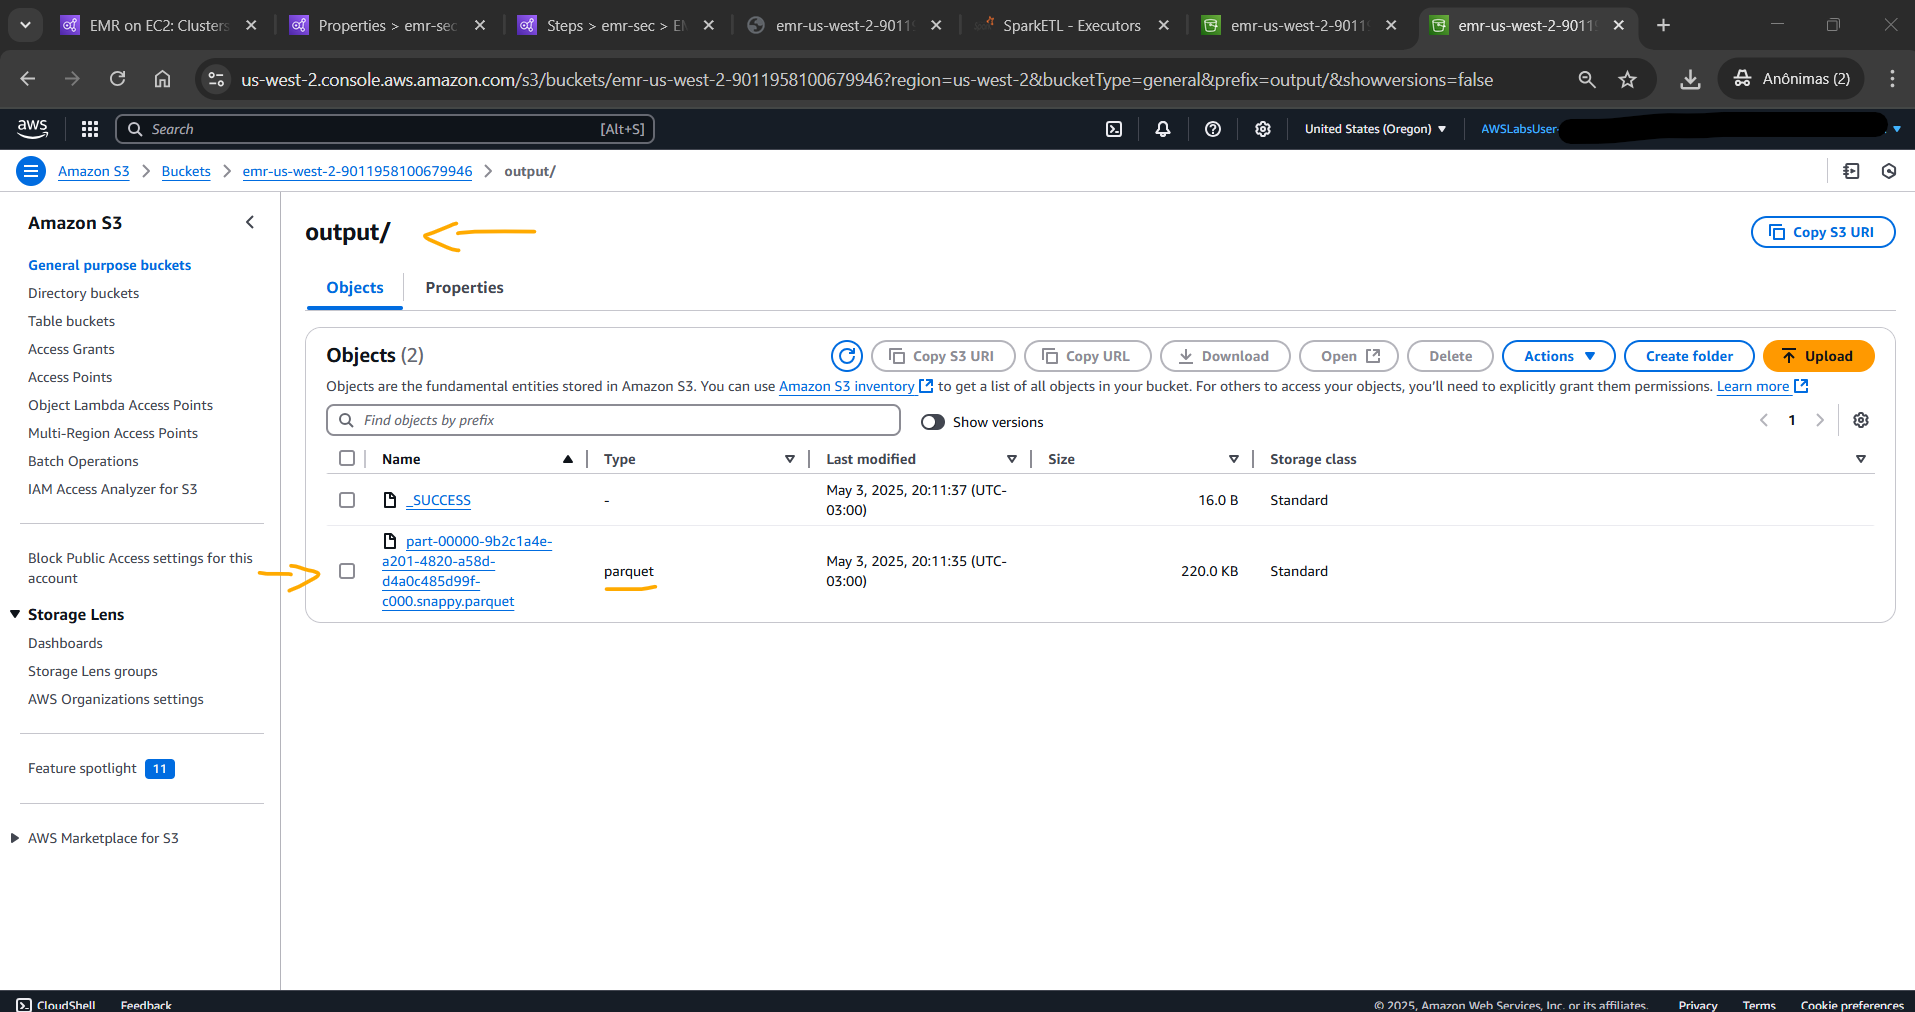 EMR on EC2: Clusters
Properties > emr-sec
Steps > emr-sec > EM
emr-us-west-2-9011
SparkETL - Executors
emr-us-west-2-9011
emr-us-west-2-9011
us-west-2.console.aws.amazon.com/s3/buckets/emr-us-west-2-9011958100679946?region=us-west-2&bucketType=general&prefix=output/&showversions=false
Anônimas (2)
aws
Search
[Alt+S]
United States (Oregon)
AWSLabsUser-
Amazon S3
Buckets
emr-us-west-2-9011958100679946
output/
Amazon S3
General purpose buckets
Directory buckets
Table buckets
Access Grants
Access Points
Object Lambda Access Points
Multi-Region Access Points
Batch Operations
IAM Access Analyzer for S3
Block Public Access settings for this
account
Storage Lens
Dashboards
Storage Lens groups
AWS Organizations settings
Feature spotlight 11
AWS Marketplace for S3
output/
Copy S3 URI
Objects
Properties
Objects (2)
Copy S3 URI
Copy URL
Download
Open
Delete
Actions
Create folder
Upload
Objects are the fundamental entities stored in Amazon S3. You can use Amazon S3 inventory to get a list of all objects in your bucket. For others to access your objects, you'll need to explicitly grant them permissions. Learn more
Find objects by prefix
Show versions
1
Name
Type
Last modified
Size
Storage class
_SUCCESS
-
May 3, 2025, 20:11:37 (UTC-
03:00)
16.0 B
Standard
part-00000-9b2c1a4e-
a201-4820-a58d-
d4a0c485d99f-
c000.snappy.parquet
parquet
May 3, 2025, 20:11:35 (UTC-
03:00)
220.0 KB
Standard
CloudShell
Feedback
© 2025, Amazon Web Services, Inc. or its affiliates.
Privacy
Terms
Cookie preferences